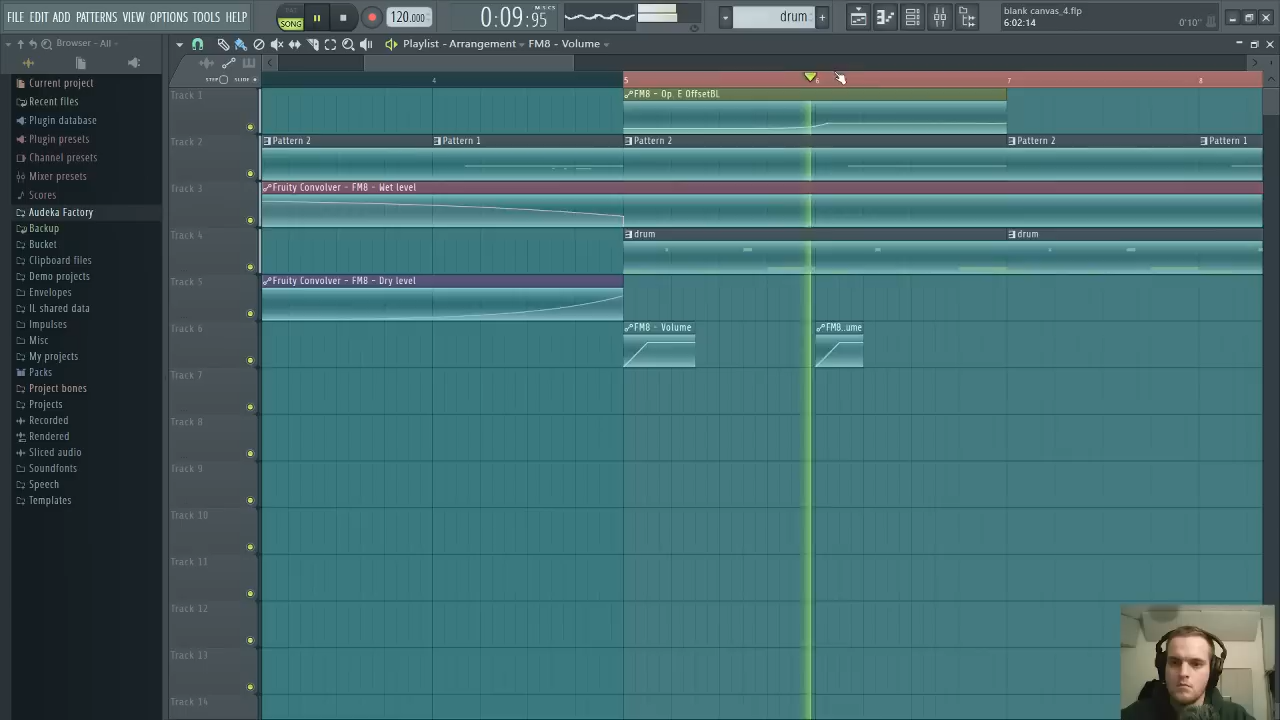 FILE EDIT ADD PATTERNS VIEW OPTIONS TOOLS HELP
SONG
120.000
0:09:95
M:S:CS
drum
blank canvas_4.flp
6:02:14
0'10"
Browser - All
Playlist - Arrangement FM8 - Volume
STEP SLIDE
4 5 6 7 8
Current project
Recent files
Plugin database
Plugin presets
Channel presets
Mixer presets
Scores
Audeka Factory
Backup
Bucket
Clipboard files
Demo projects
Envelopes
IL shared data
Impulses
Misc
My projects
Packs
Project bones
Projects
Recorded
Rendered
Sliced audio
Soundfonts
Speech
Templates
Track 1
FM8 - Op. E OffsetBL
Track 2
Pattern 2 Pattern 1 Pattern 2 Pattern 2 Pattern 1
Track 3
Fruity Convolver - FM8 - Wet level
Track 4
drum drum
Track 5
Fruity Convolver - FM8 - Dry level
Track 6
FM8 - Volume FM8..ume
Track 7
Track 8
Track 9
Track 10
Track 11
Track 12
Track 13
Track 14